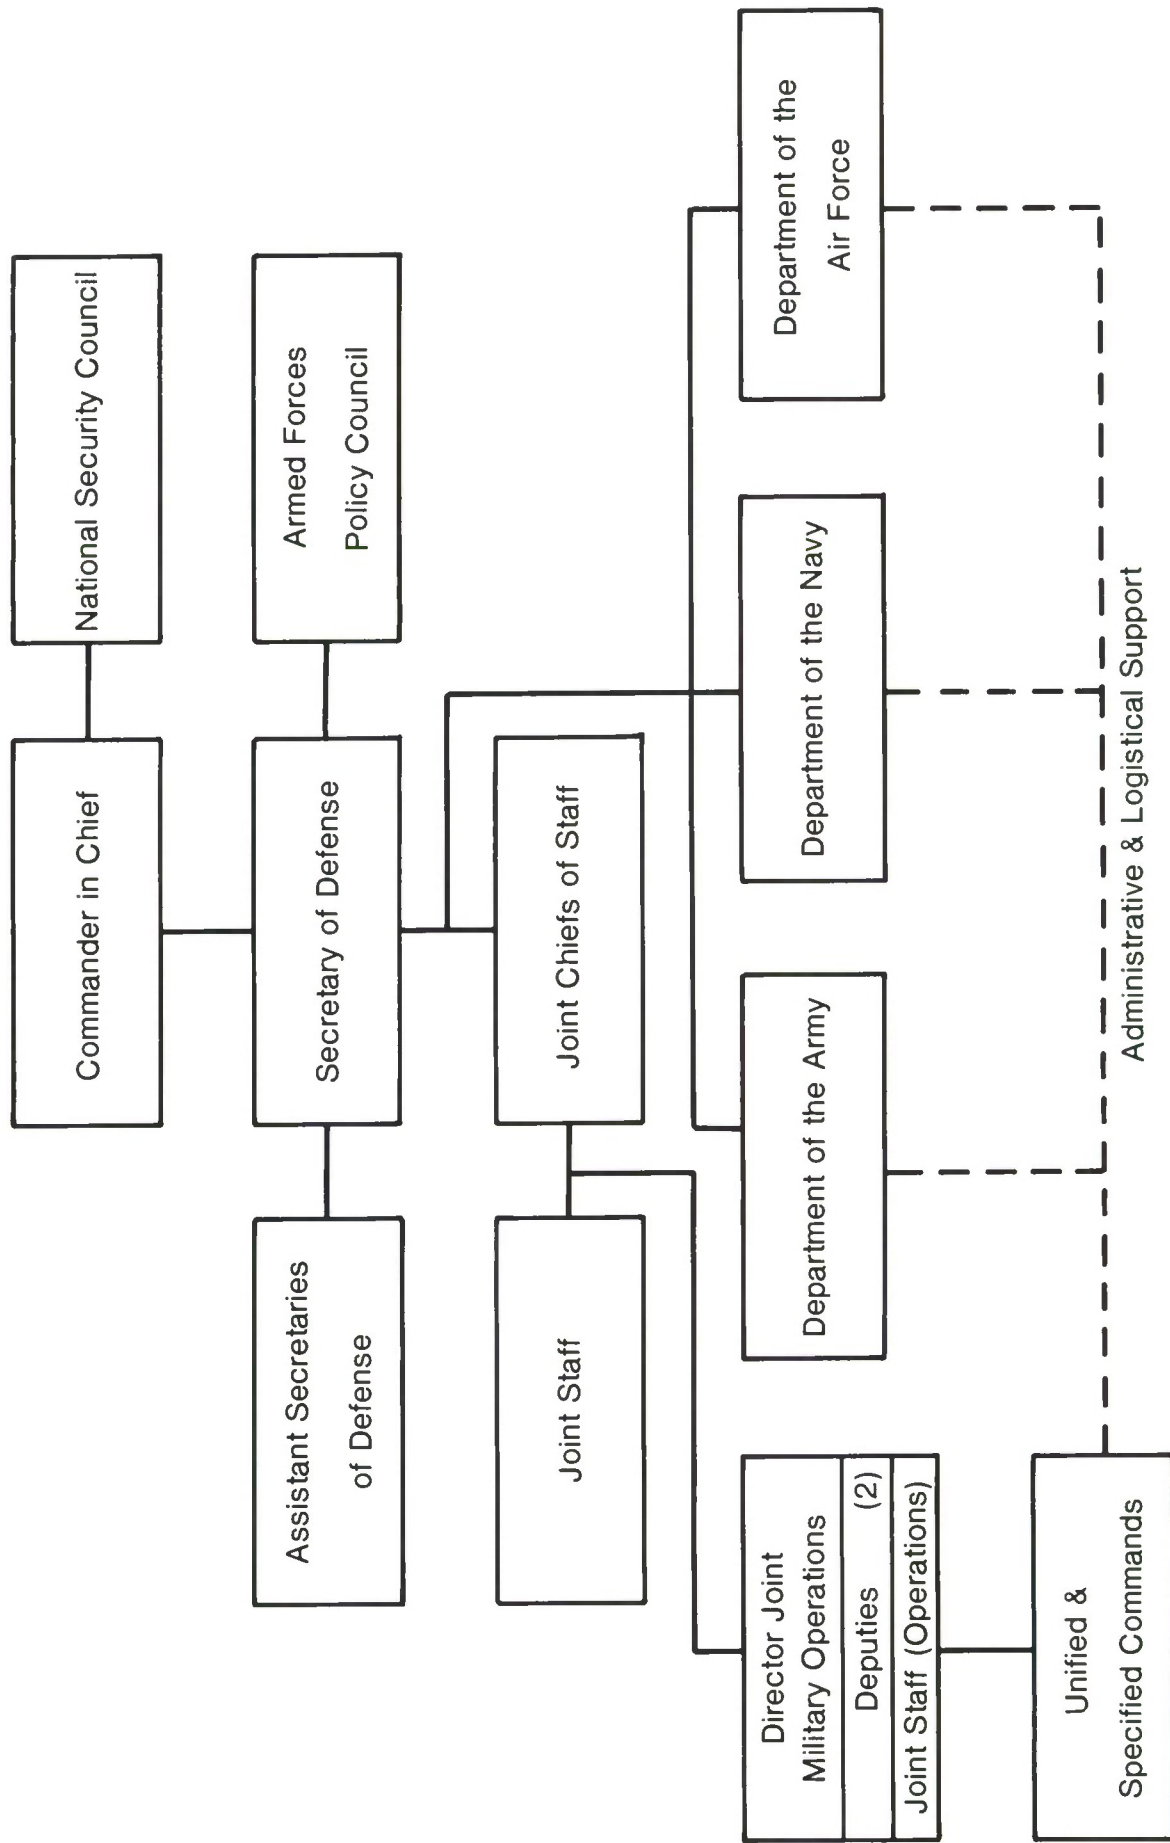 Commander in Chief
National Security Council
Assistant Secretaries
of Defense
Secretary of Defense
Armed Forces
Policy Council
Joint Staff
Joint Chiefs of Staff
Director Joint
Military Operations
Deputies (2)
Joint Staff (Operations)
Department of the Army
Department of the Navy
Department of the
Air Force
Unified &
Specified Commands
Administrative & Logistical Support